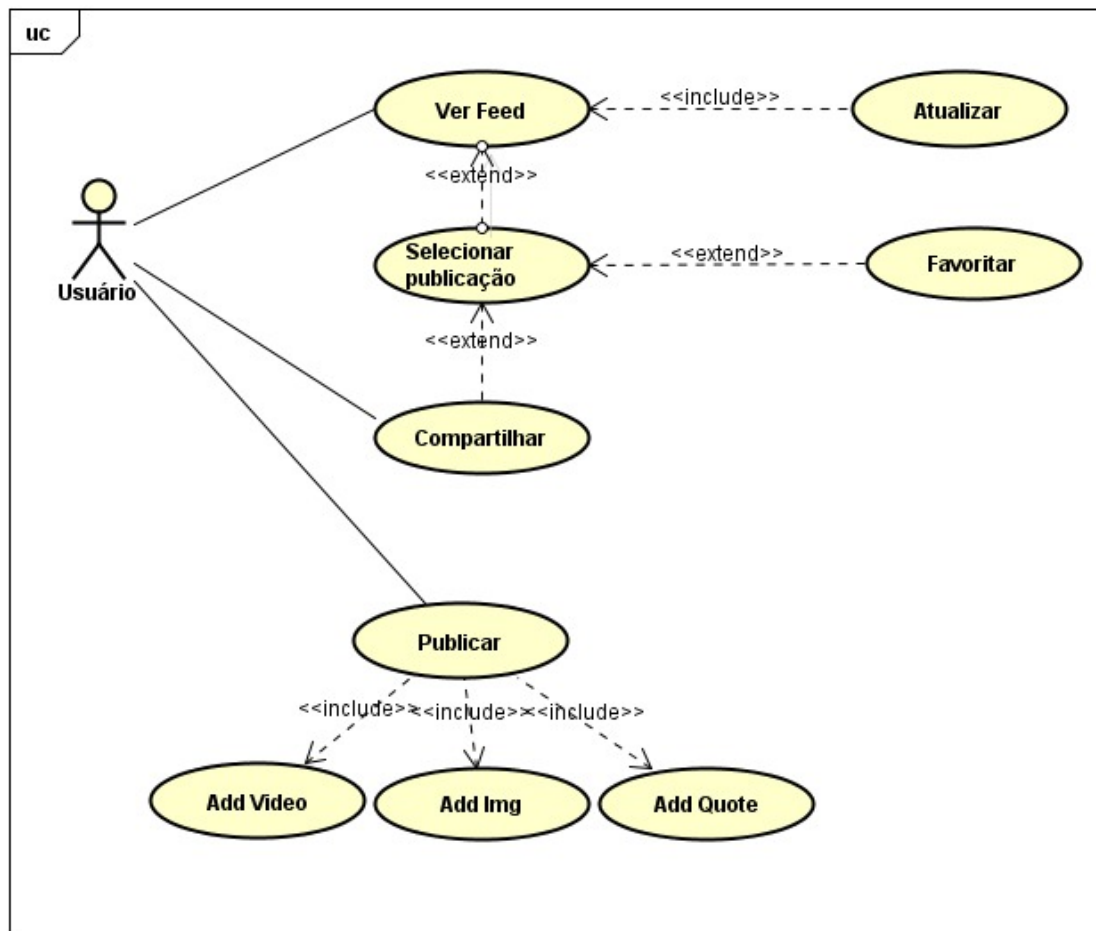 uc
Ver Feed
<<include>>
Atualizar
<<extend>>
Usuário
Selecionar
publicação
<<extend>>
Favoritar
<<extend>>
Compartilhar
Publicar
<<include>>
<<include>>
<<include>>
Add Video
Add Img
Add Quote